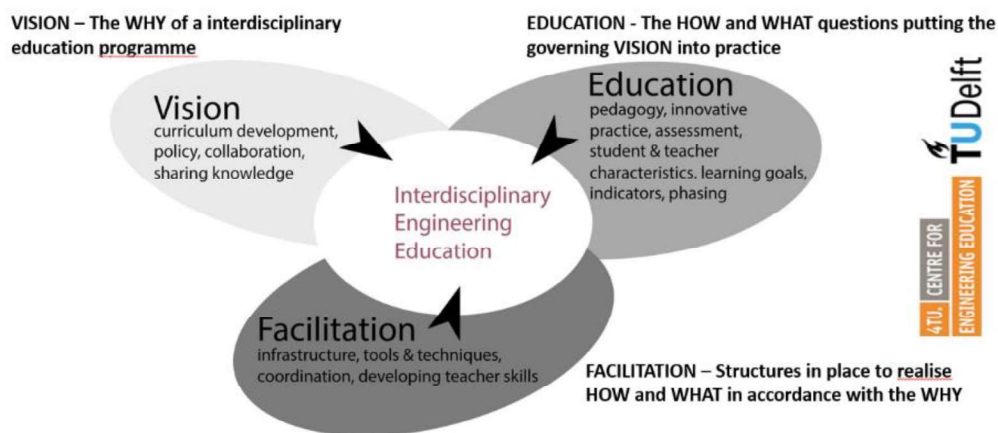 VISION – The WHY of a interdisciplinary
education programme
EDUCATION - The HOW and WHAT questions putting the
governing VISION into practice
Vision
curriculum development,
policy, collaboration,
sharing knowledge
Education
pedagogy, innovative
practice, assessment,
student & teacher
characteristics. learning goals,
indicators, phasing
Interdisciplinary
Engineering
Education
Facilitation
infrastructure, tools & techniques,
coordination, developing teacher skills
FACILITATION – Structures in place to realise
HOW and WHAT in accordance with the WHY
TUDelft
4TU. CENTRE FOR
ENGINEERING EDUCATION